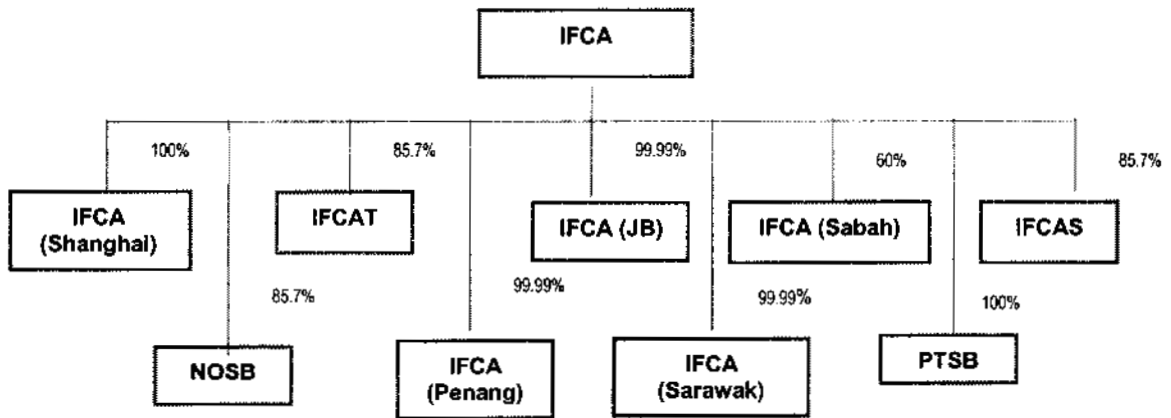 IFCA
100%
85.7%
99.99%
60%
85.7%
IFCA
(Shanghai)
IFCAT
IFCA (JB)
IFCA (Sabah)
IFCAS
85.7%
99.99%
99.99%
100%
NOSB
IFCA
(Penang)
IFCA
(Sarawak)
PTSB